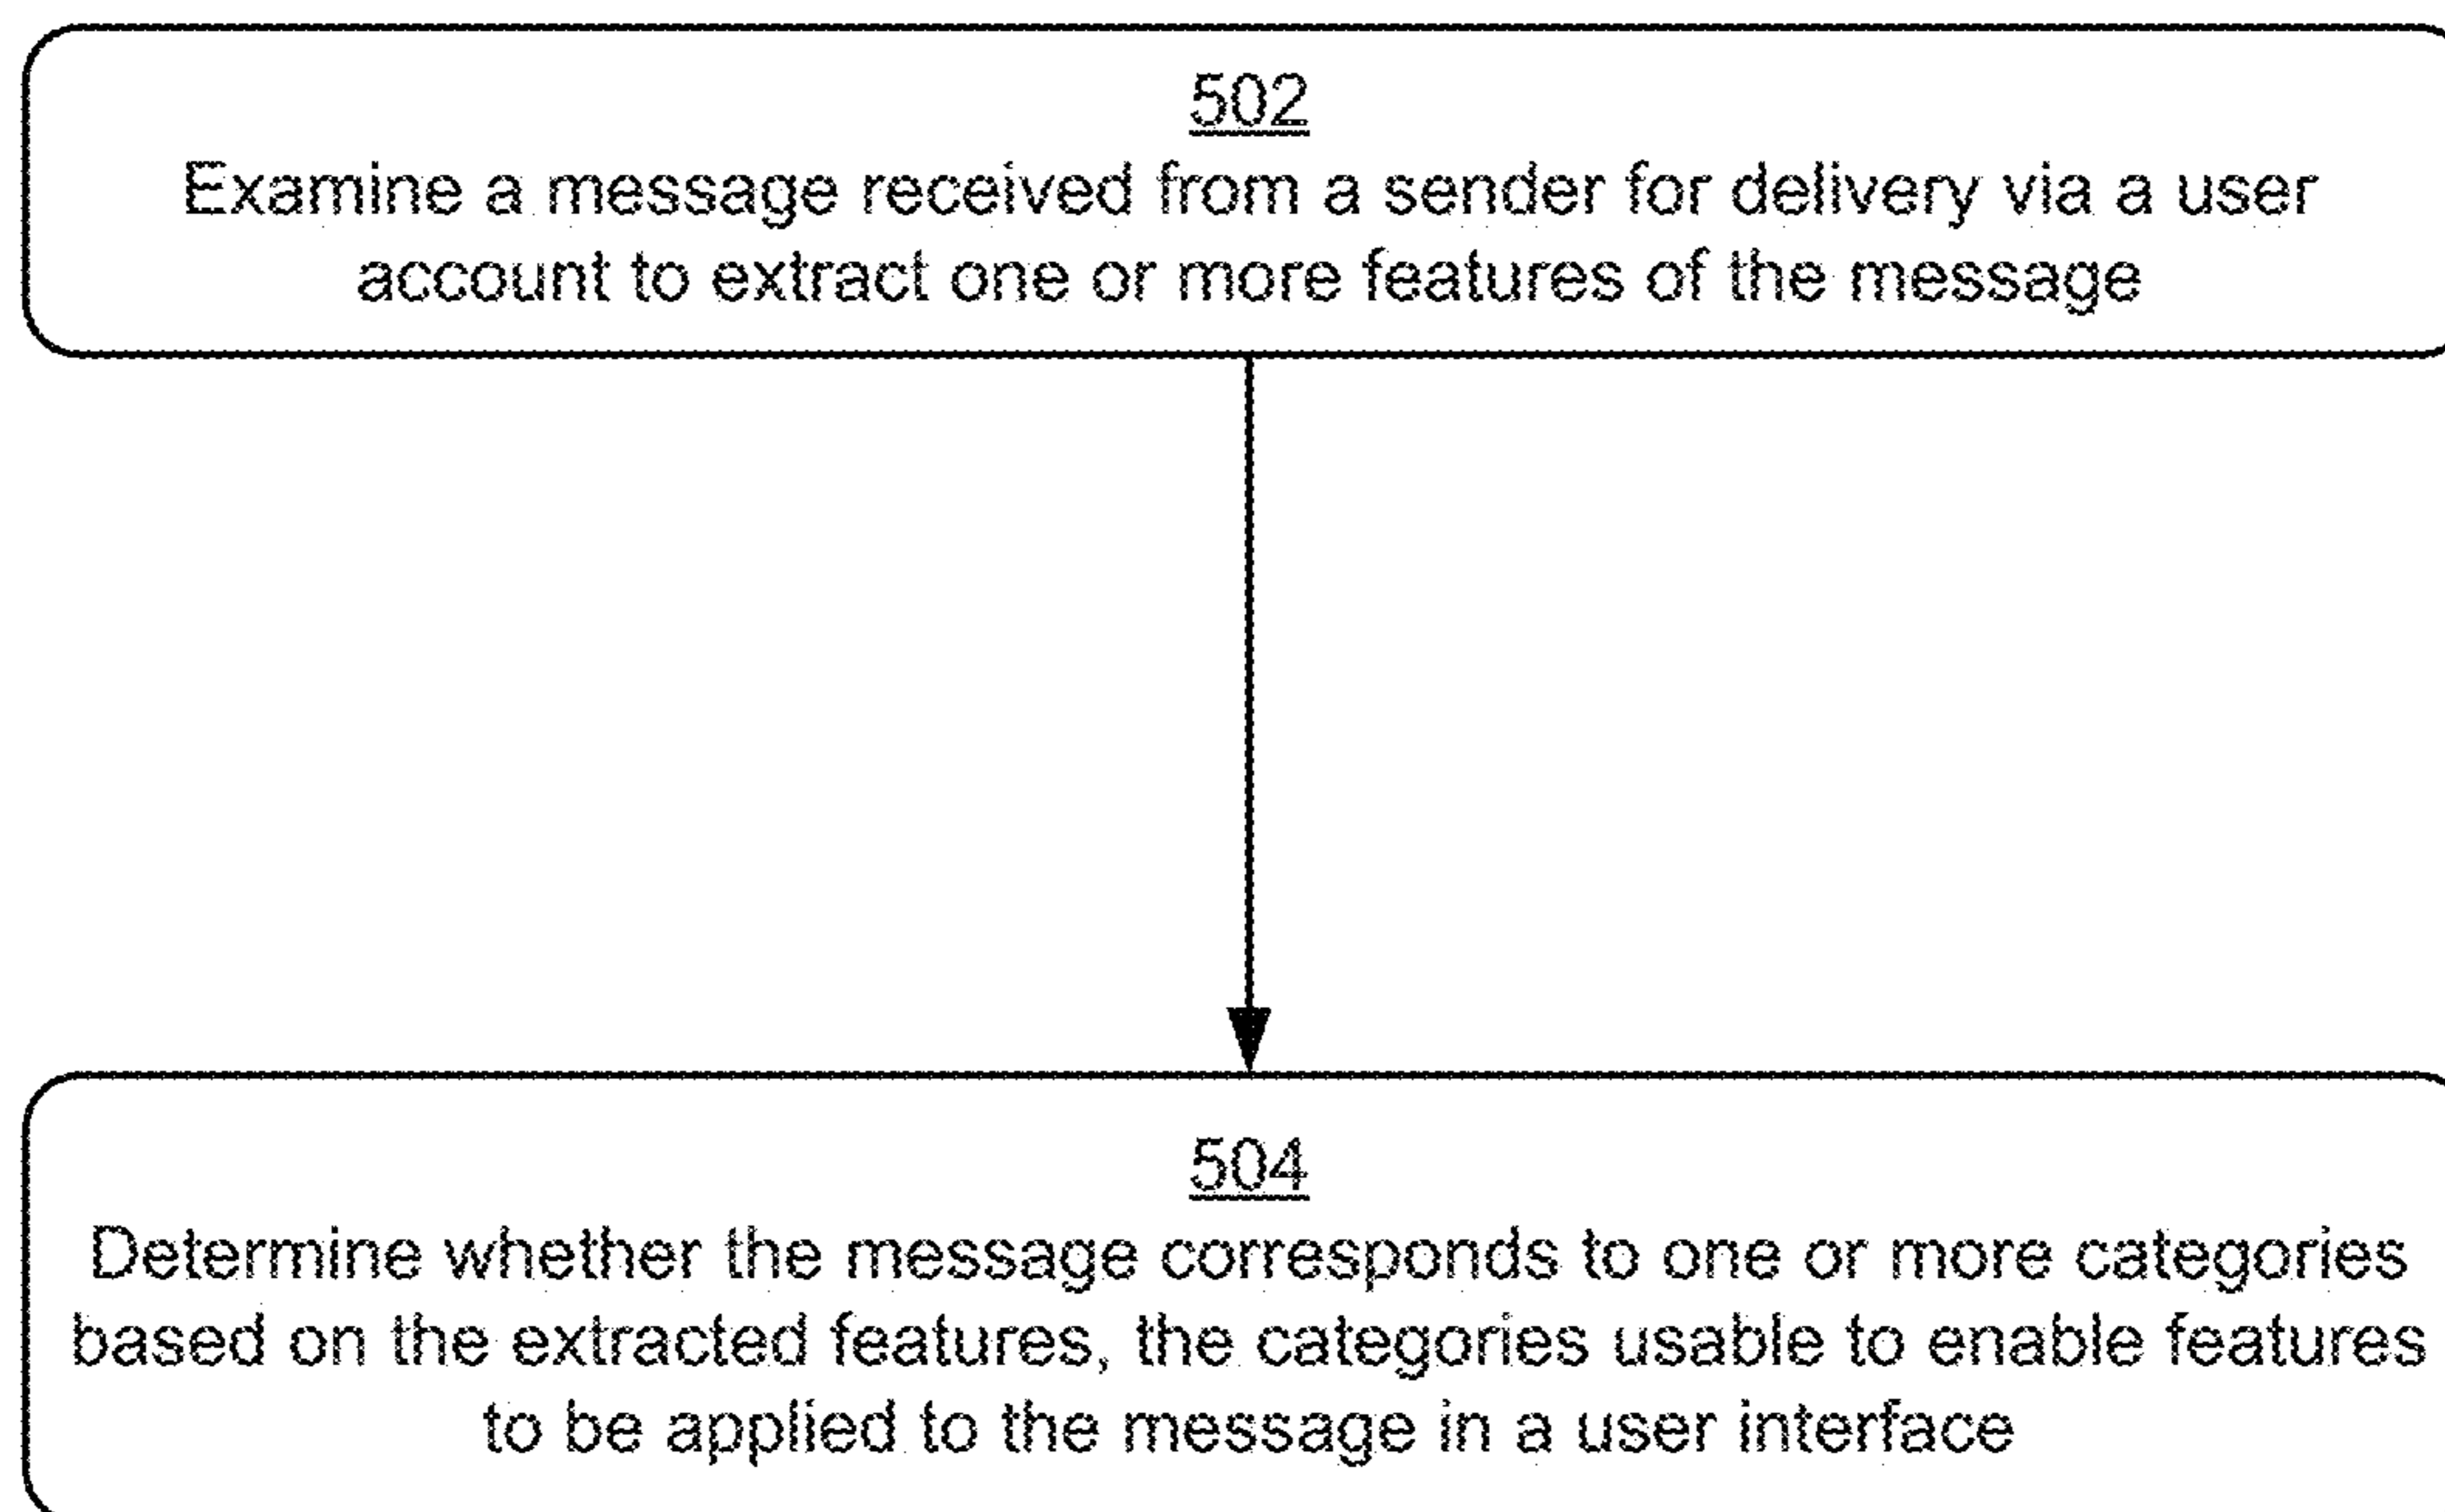 502
Examine a message received from a sender for delivery via a user
account to extract one or more features of the message
504
Determine whether the message corresponds to one or more categories
based on the extracted features, the categories usable to enable features
to be applied to the message in a user interface